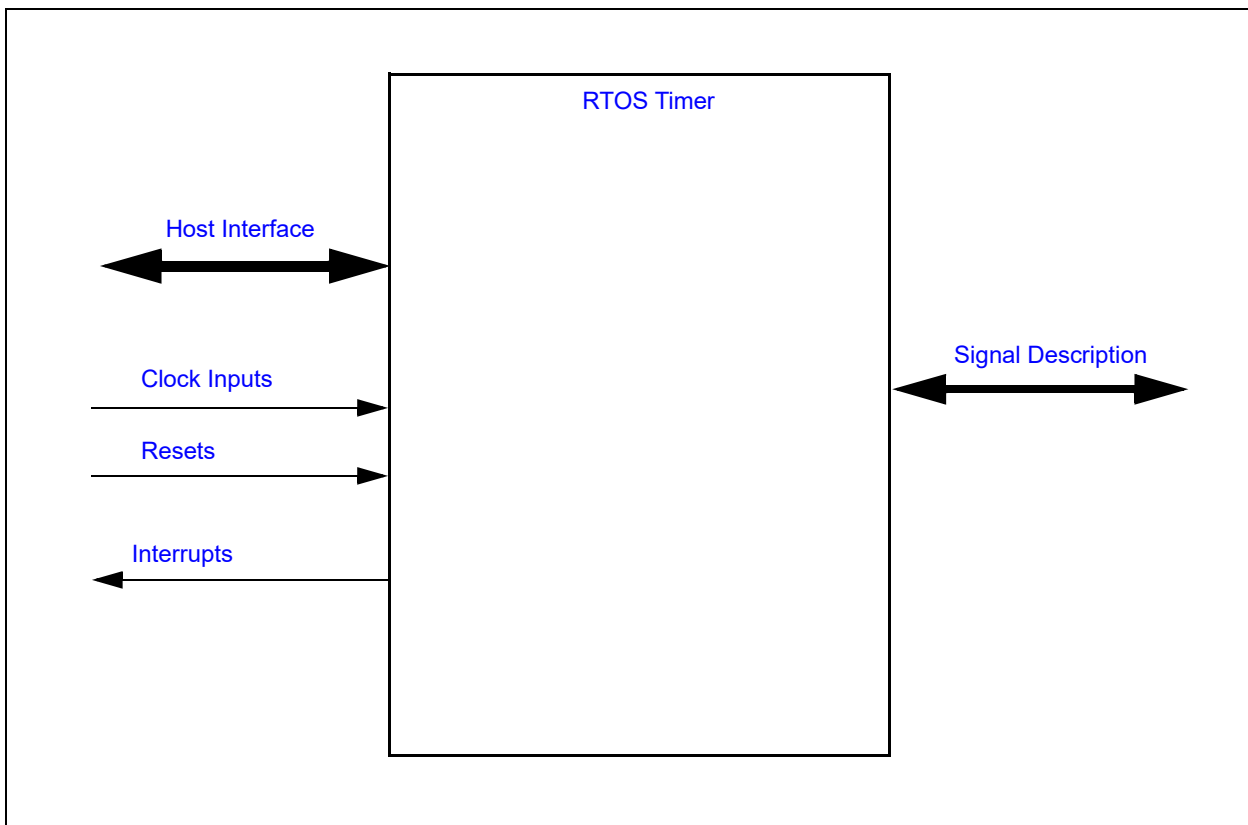 RTOS Timer
Host Interface
Signal Description
Clock Inputs
Resets
Interrupts